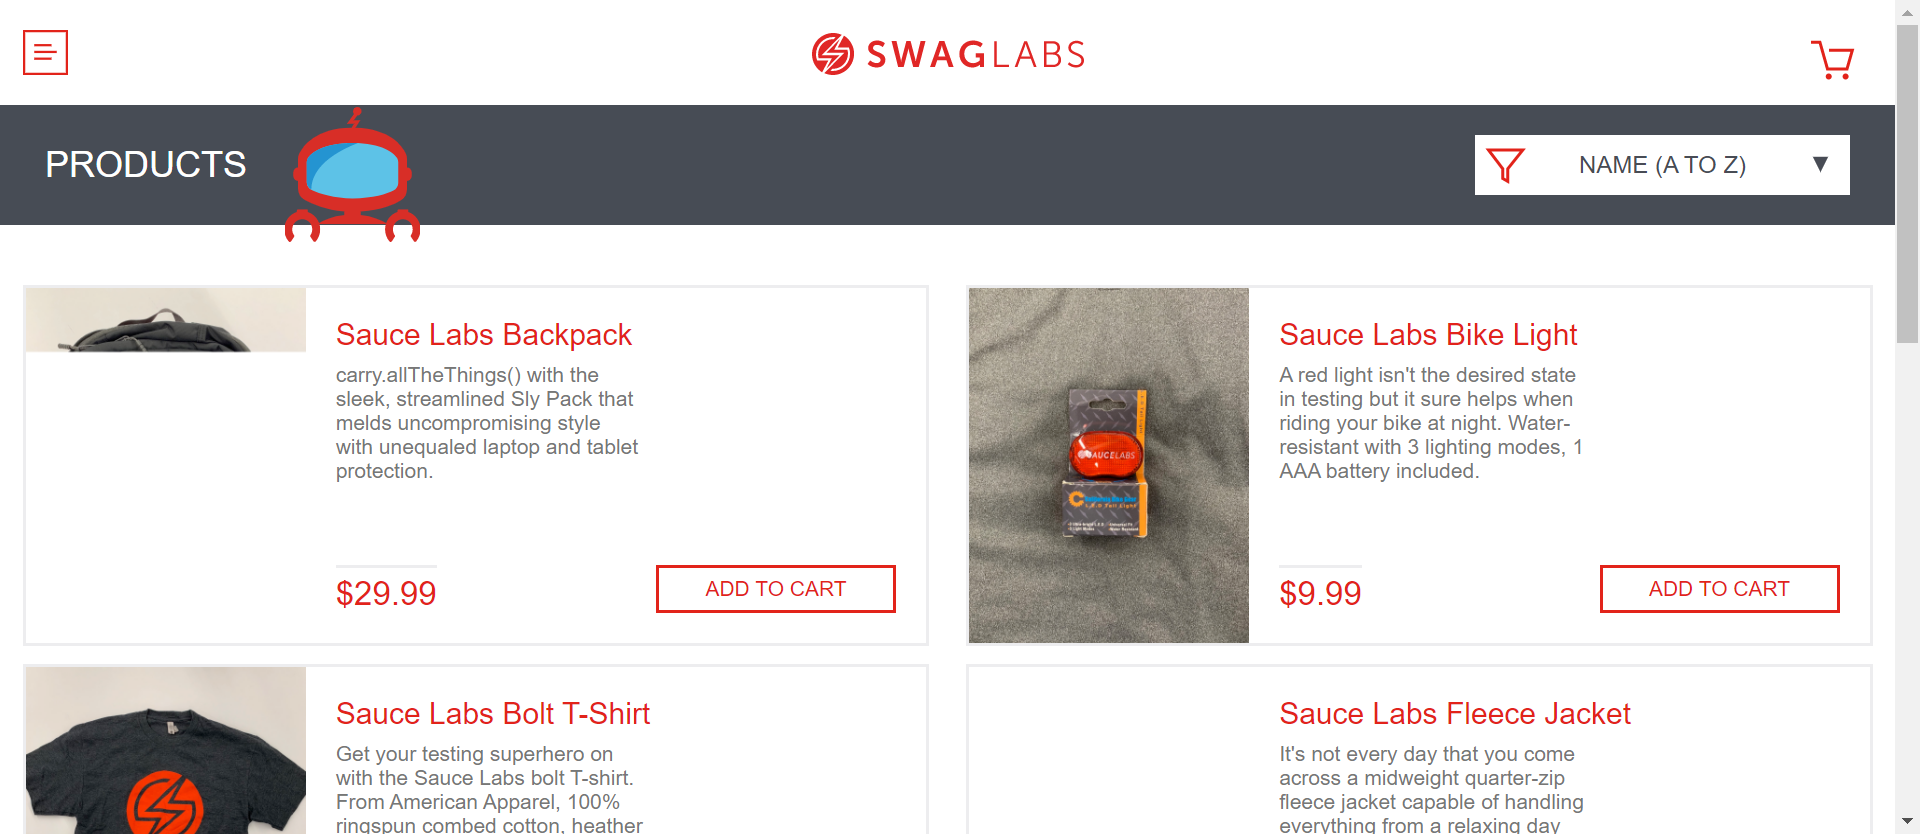 SWAGLABS
PRODUCTS
NAME (A TO Z)
Sauce Labs Backpack
carry.allTheThings() with the
sleek, streamlined Sly Pack that
melds uncompromising style
with unequaled laptop and tablet
protection.
$29.99
ADD TO CART
SAUCELABS
Sauce Labs Bike Light
A red light isn't the desired state
in testing but it sure helps when
riding your bike at night. Water-
resistant with 3 lighting modes, 1
AAA battery included.
$9.99
ADD TO CART
Sauce Labs Bolt T-Shirt
Get your testing superhero on
with the Sauce Labs bolt T-shirt.
From American Apparel, 100%
ringspun combed cotton, heather
Sauce Labs Fleece Jacket
It's not every day that you come
across a midweight quarter-zip
fleece jacket capable of handling
everything from a relaxing day